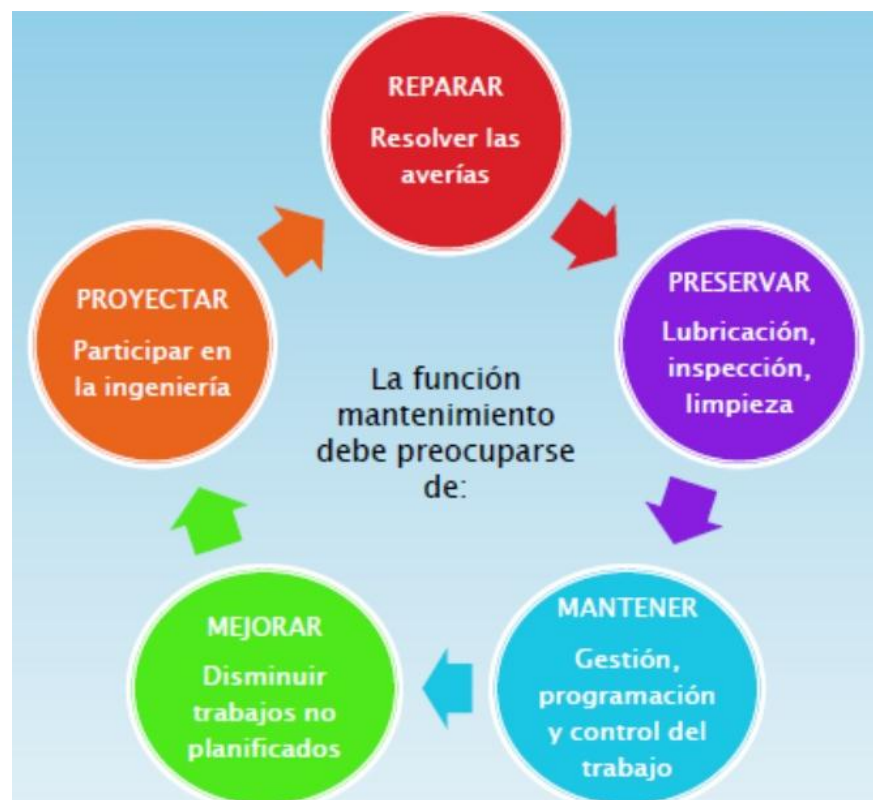 REPARAR
Resolver las
averías
PRESERVAR
Lubricación,
inspección,
limpieza
MANTENER
Gestión,
programación
y control del
trabajo
MEJORAR
Disminuir
trabajos no
planificados
PROYECTAR
Participar en
la ingeniería
La función
mantenimiento
debe preocuparse
de: